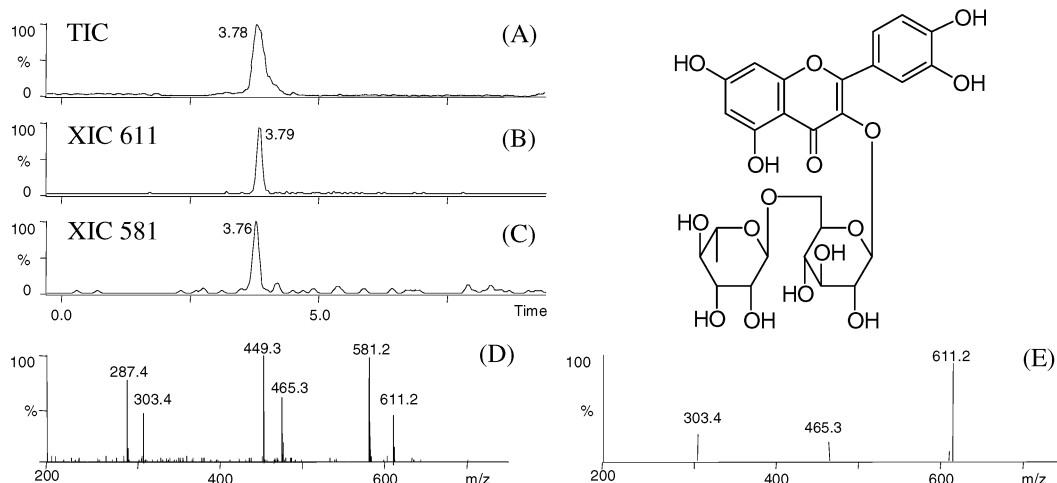 100 TIC 3.78 (A)
%
0
100 XIC 611 3.79 (B)
%
0
100 XIC 581 3.76 (C)
%
0
0.0 5.0 Time
OH
HO O OH
O
OH O
O
HO O O
OH
HO
HO OH OH
100 449.3 581.2 (D)
287.4
465.3
303.4 611.2
%
200 400 600 m/z
100 611.2 (E)
%
303.4 465.3
200 400 600 m/z